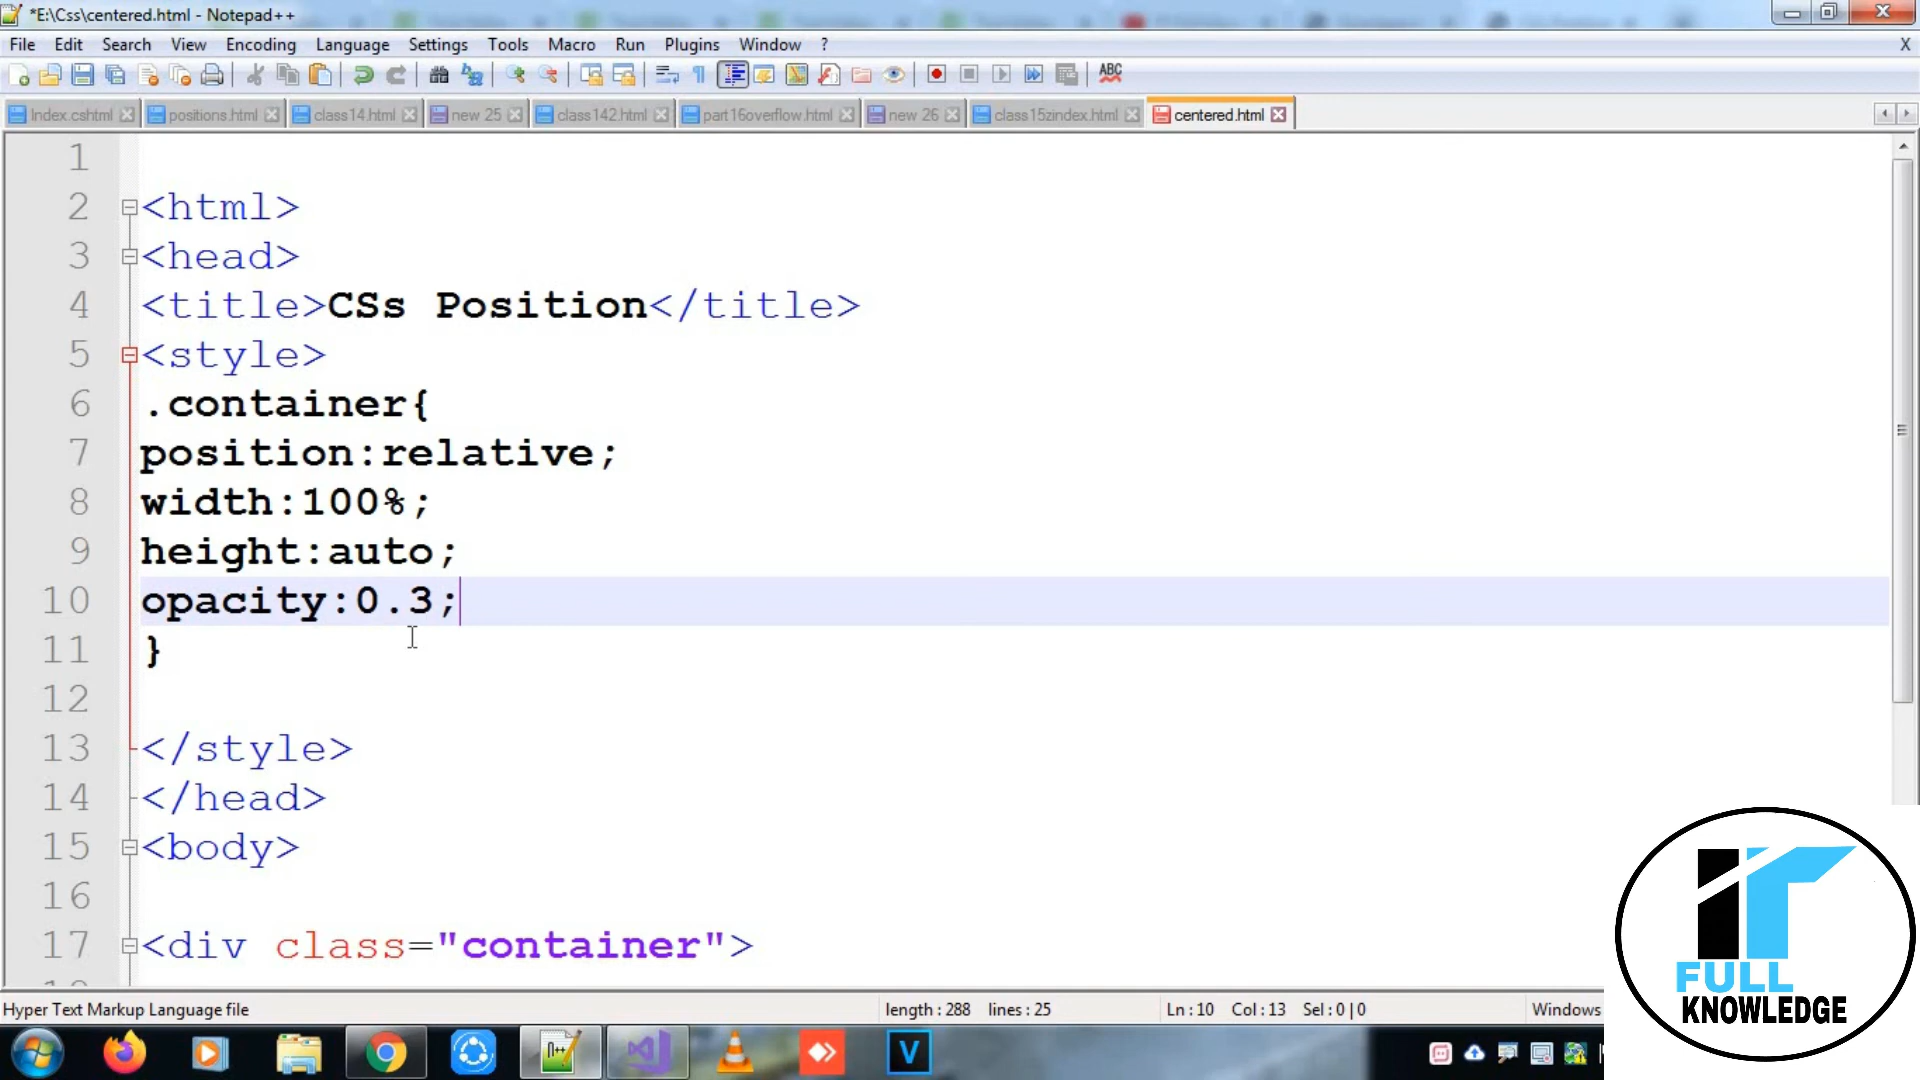 *E:\Css\centered.html - Notepad++
File Edit Search View Encoding Language Settings Tools Macro Run Plugins Window ? X
ABC
Index.cshtml positions.html class14.html new 25 class142.html part16overflow.html new 26 class15zindex.html centered.html
1
2 <html>
3 <head>
4 <title>CSs Position</title>
5 <style>
6 .container{
7 position:relative;
8 width:100%;
9 height:auto;
10 opacity:0.3;
11 }
12
13 </style>
14 </head>
15 <body>
16
17 <div class="container">
Hyper Text Markup Language file length : 288 lines : 25 Ln : 10 Col : 13 Sel : 0 | 0 Windows
IT
FULL
KNOWLEDGE
n++
V